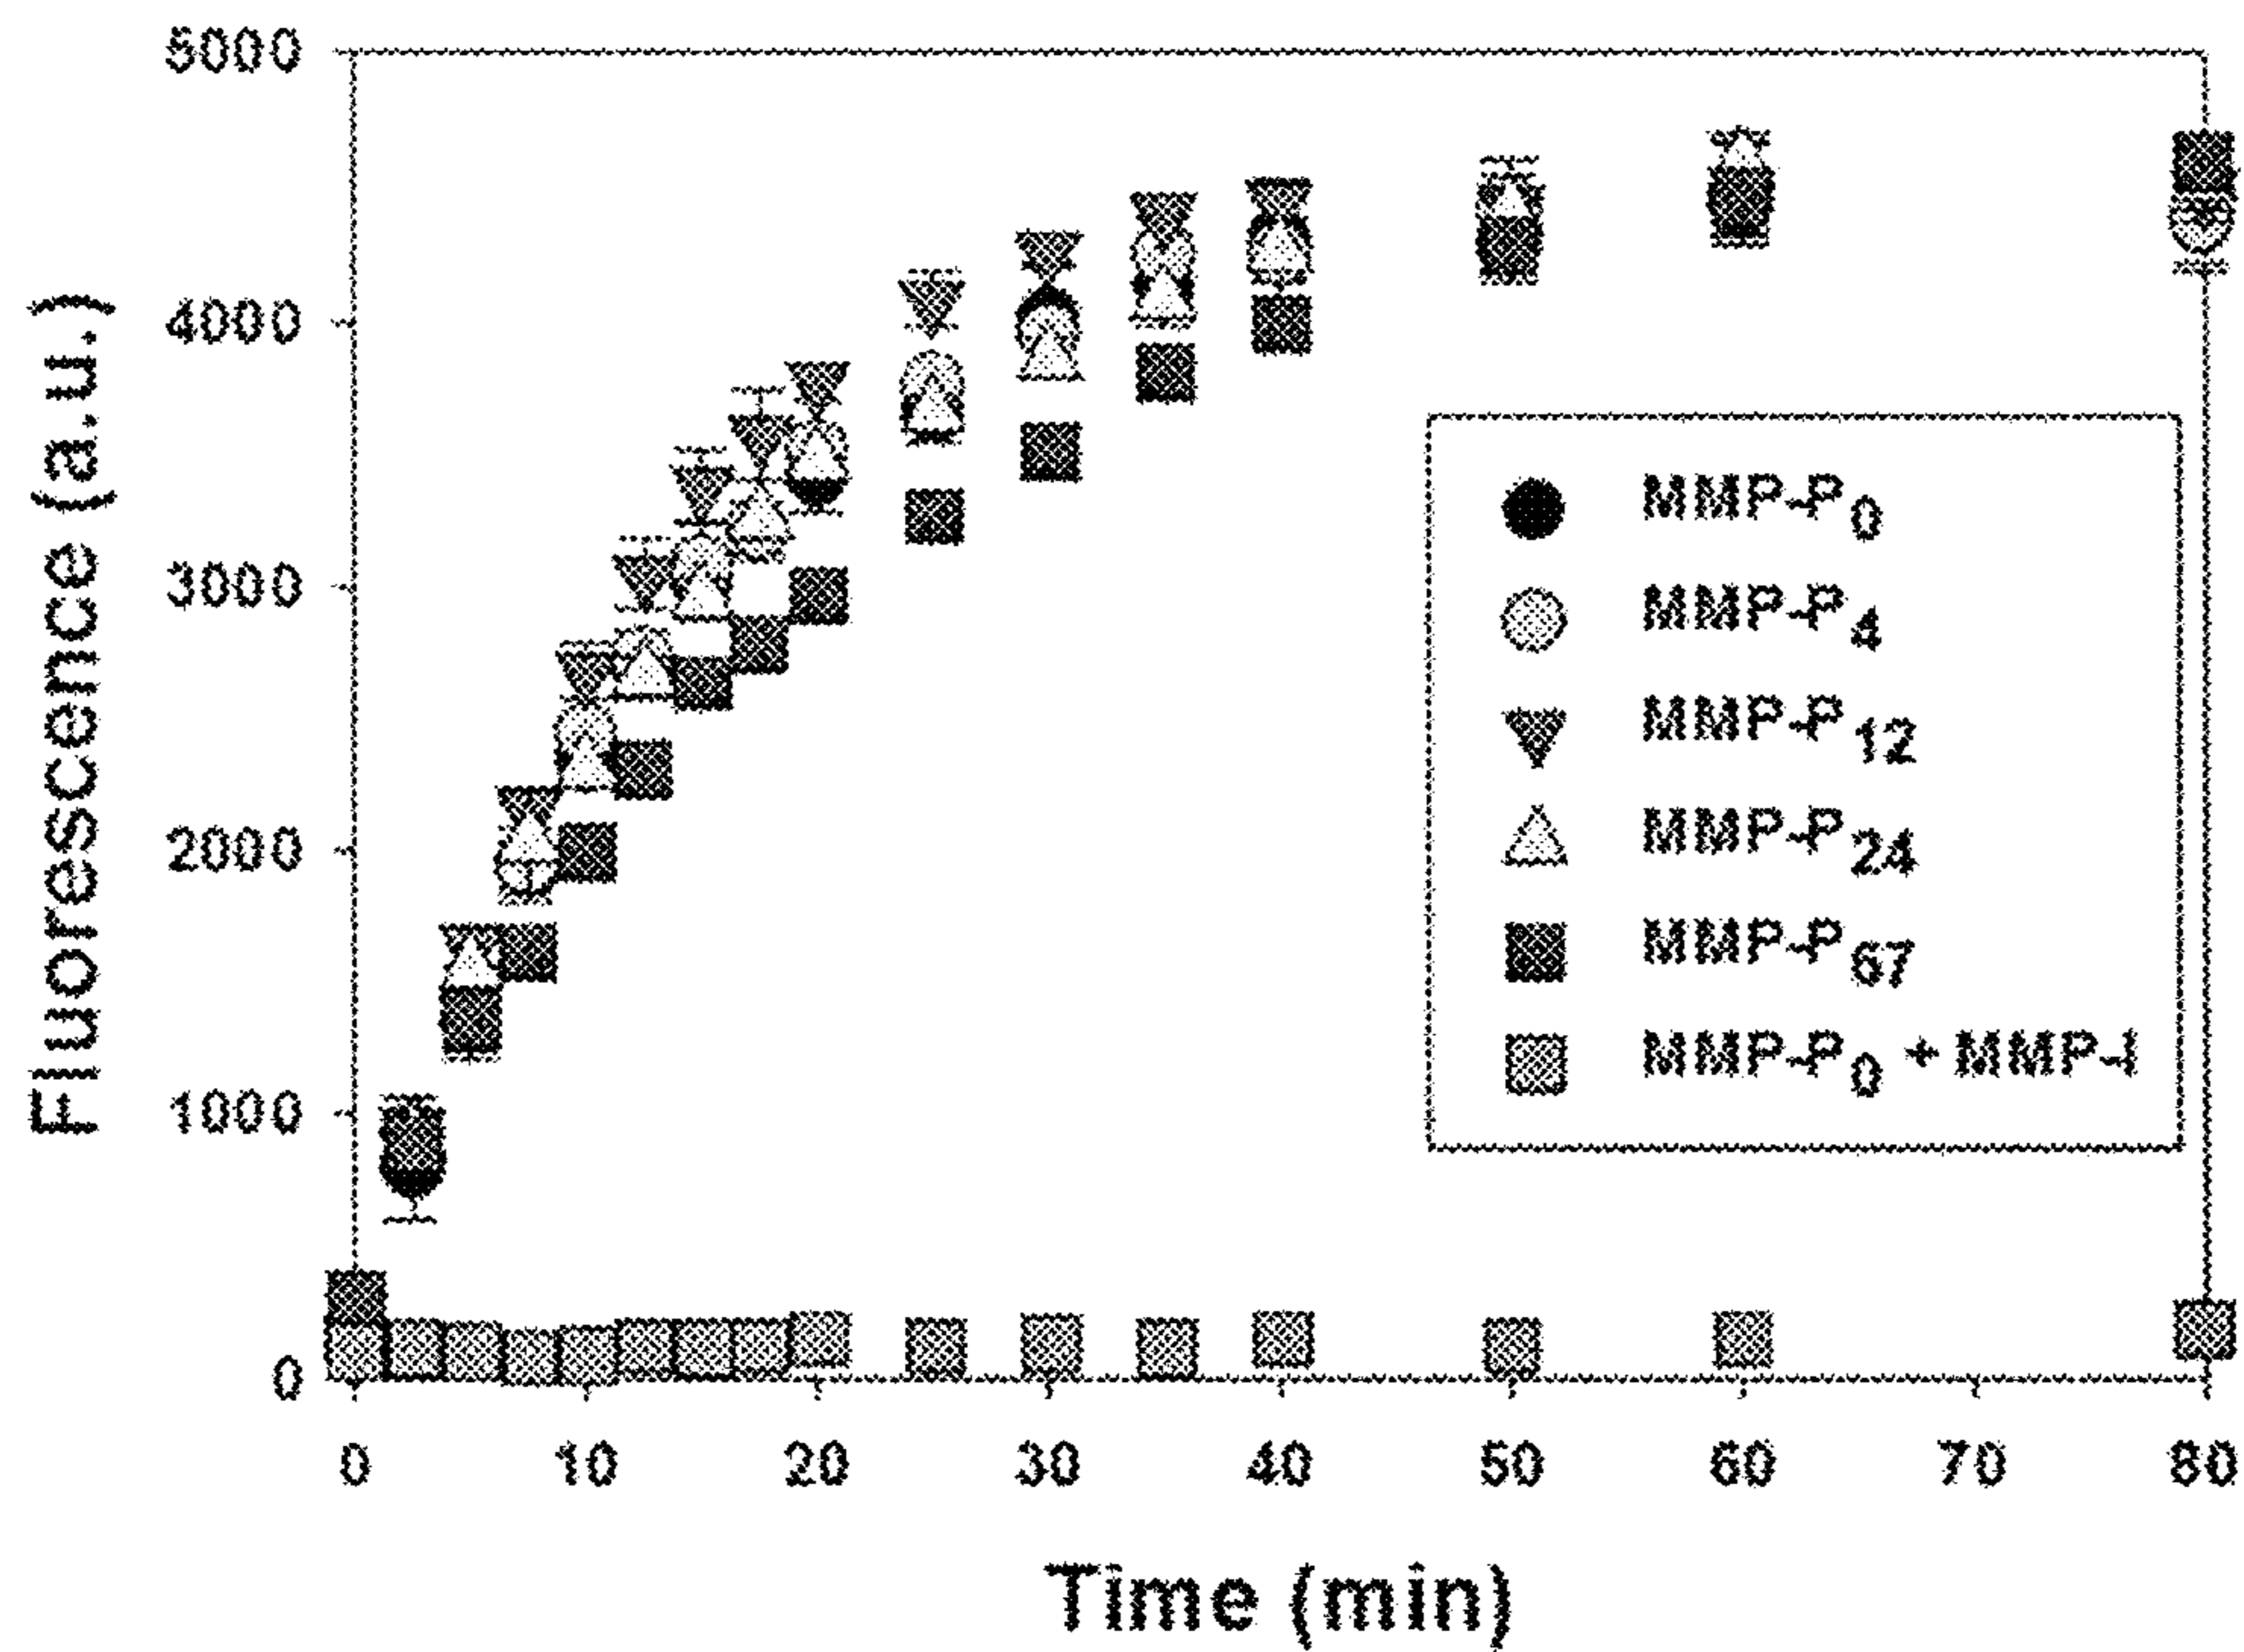 Fluorescence (a.u.)
5000
4000
3000
2000
1000
0
MMP-P0
MMP-P4
MMP-P12
MMP-P24
MMP-P67
MMP-P0 + MMP-I
0 10 20 30 40 50 60 70 80
Time (min)